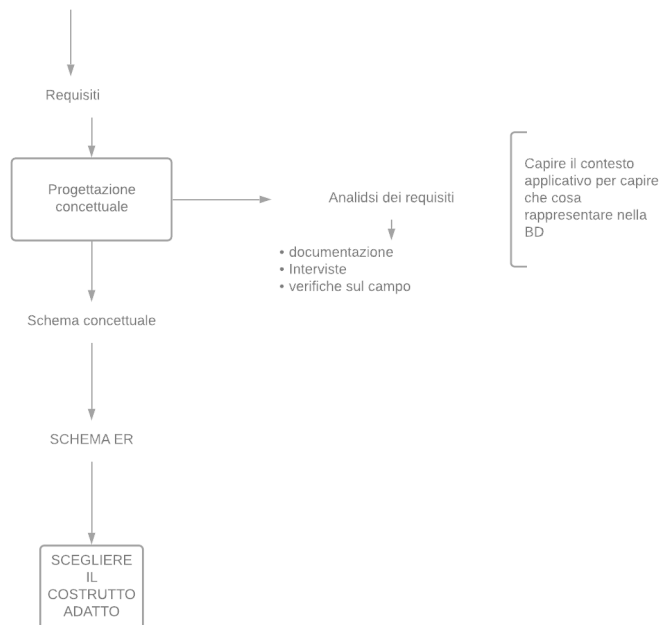 Requisiti
Progettazione
concettuale
Analidsi dei requisiti
Capire il contesto
applicativo per capire
che cosa
rappresentare nella
BD
• documentazione
• Interviste
• verifiche sul campo
Schema concettuale
SCHEMA ER
SCEGLIERE
IL
COSTRUTTO
ADATTO